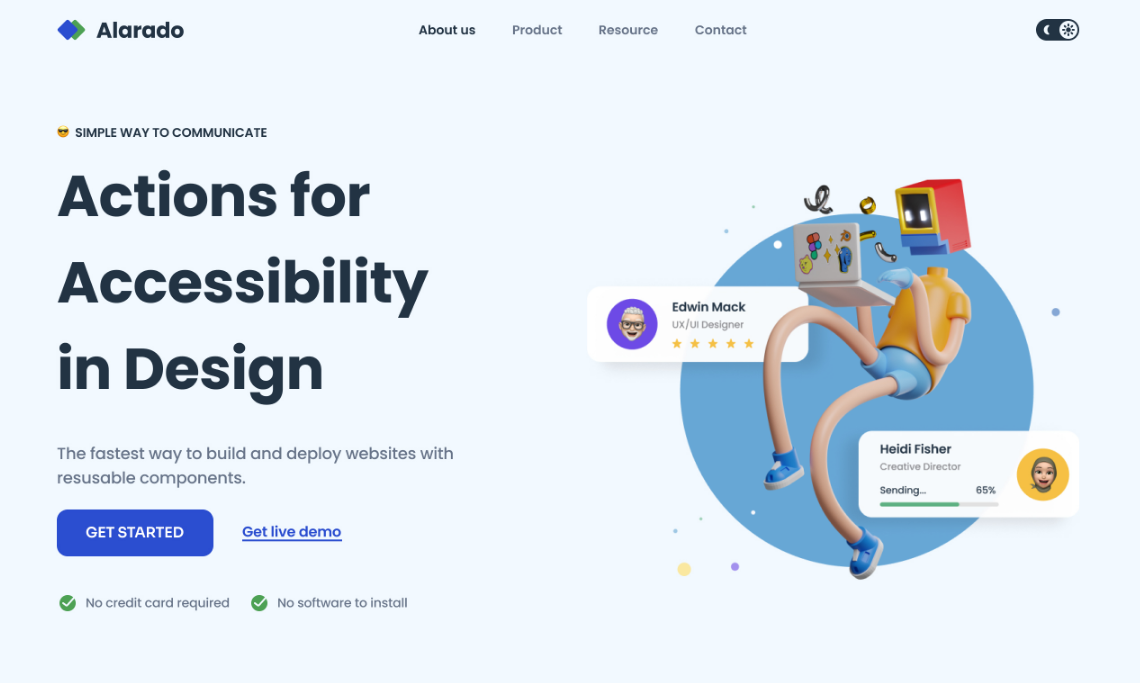 Alarado
About us
Product
Resource
Contact
SIMPLE WAY TO COMMUNICATE
Actions for
Accessibility
in Design
The fastest way to build and deploy websites with
resusable components.
GET STARTED
Get live demo
No credit card required
No software to install
Edwin Mack
UX/UI Designer
Heidi Fisher
Creative Director
Sending...
65%